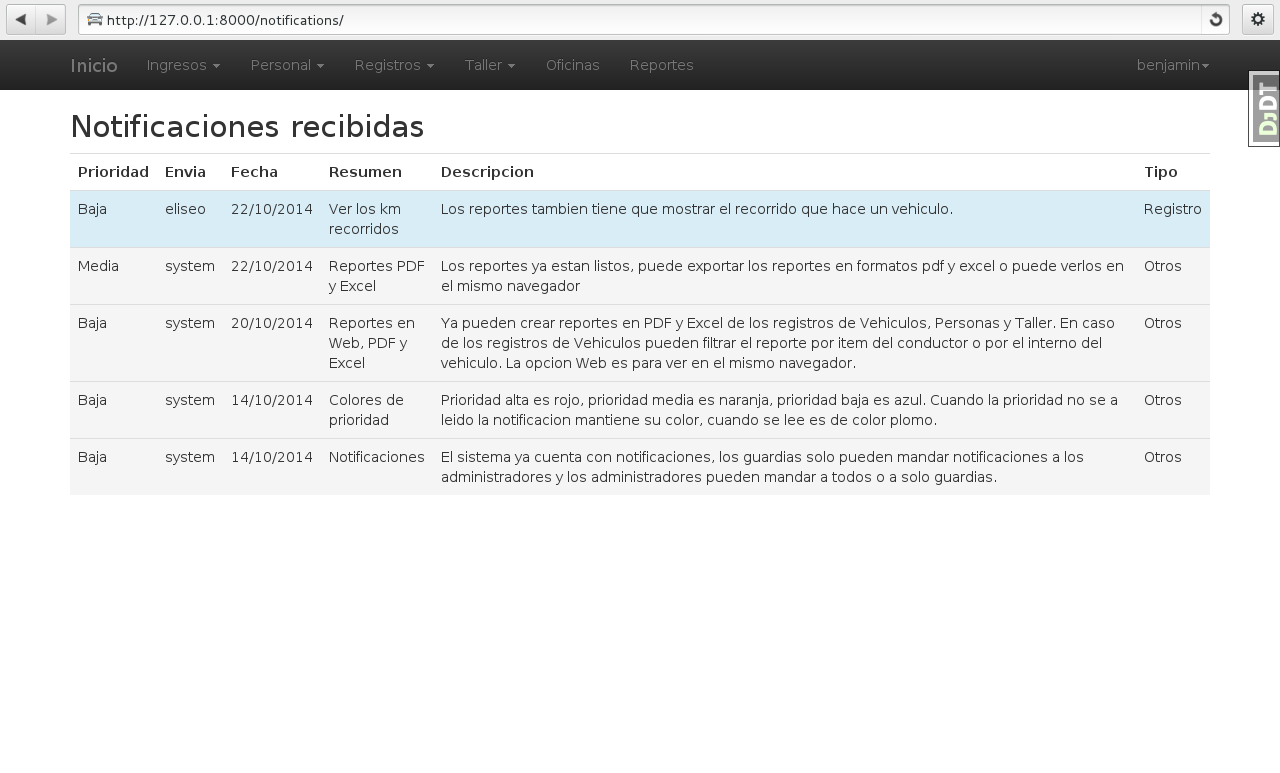 http://127.0.0.1:8000/notifications/
Inicio Ingresos Personal Registros Taller Oficinas Reportes benjamin
DjDT
Notificaciones recibidas
Prioridad Envia Fecha Resumen Descripcion Tipo
Baja eliseo 22/10/2014 Ver los km Los reportes tambien tiene que mostrar el recorrido que hace un vehiculo. Registro
recorridos
Media system 22/10/2014 Reportes PDF Los reportes ya estan listos, puede exportar los reportes en formatos pdf y excel o puede verlos en Otros
y Excel el mismo navegador
Baja system 20/10/2014 Reportes en Ya pueden crear reportes en PDF y Excel de los registros de Vehiculos, Personas y Taller. En caso Otros
Web, PDF y de los registros de Vehiculos pueden filtrar el reporte por item del conductor o por el interno del
Excel vehiculo. La opcion Web es para ver en el mismo navegador.
Baja system 14/10/2014 Colores de Prioridad alta es rojo, prioridad media es naranja, prioridad baja es azul. Cuando la prioridad no se a Otros
prioridad leido la notificacion mantiene su color, cuando se lee es de color plomo.
Baja system 14/10/2014 Notificaciones El sistema ya cuenta con notificaciones, los guardias solo pueden mandar notificaciones a los Otros
administradores y los administradores pueden mandar a todos o a solo guardias.